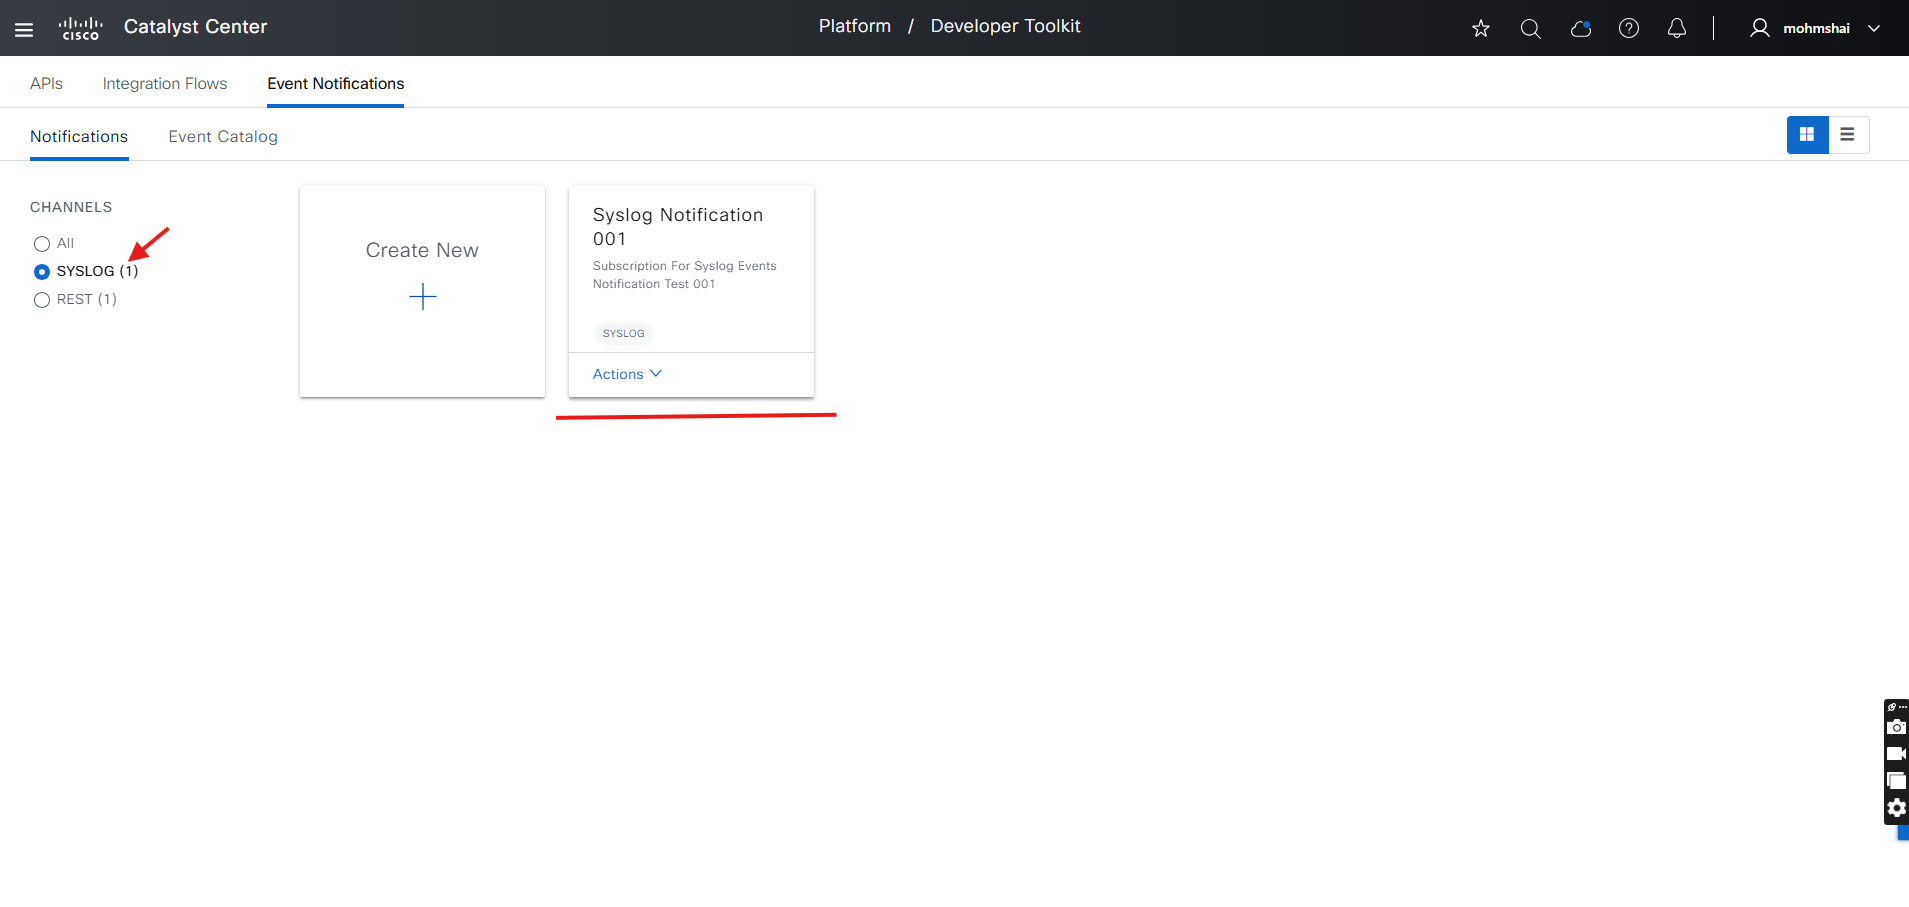 CISCO
Catalyst Center
Platform / Developer Toolkit
mohmshai
APIs
Integration Flows
Event Notifications
Notifications
Event Catalog
CHANNELS
All
SYSLOG (1)
REST (1)
Create New
Syslog Notification
001
Subscription For Syslog Events
Notification Test 001
SYSLOG
Actions